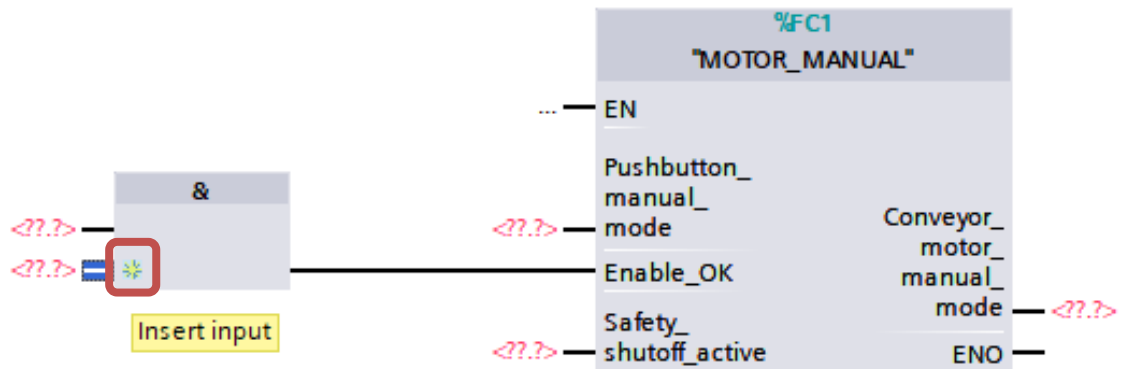 %FC1
"MOTOR_MANUAL"
... EN
Pushbutton_
manual_
<??.?> mode
&
<??.?>
<??.?>
Insert input
Enable_OK
Safety_
<??.?> shutoff_active
Conveyor_
motor_
manual_
mode <??.?>
ENO